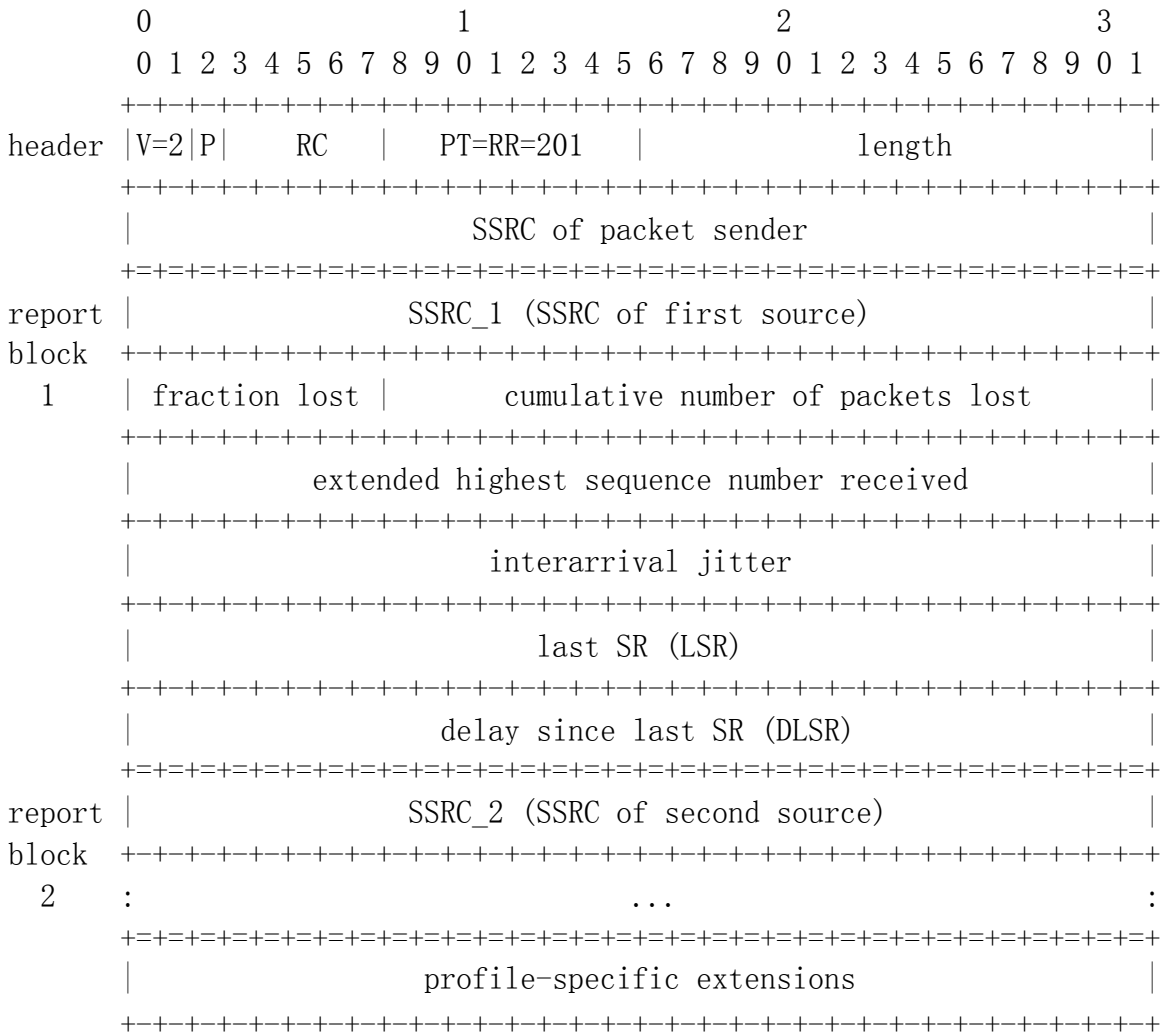 0                   1                   2                   3
        0 1 2 3 4 5 6 7 8 9 0 1 2 3 4 5 6 7 8 9 0 1 2 3 4 5 6 7 8 9 0 1
       +-+-+-+-+-+-+-+-+-+-+-+-+-+-+-+-+-+-+-+-+-+-+-+-+-+-+-+-+-+-+-+-+
header |V=2|P|    RC   |   PT=RR=201   |             length            |
       +-+-+-+-+-+-+-+-+-+-+-+-+-+-+-+-+-+-+-+-+-+-+-+-+-+-+-+-+-+-+-+-+
       |                     SSRC of packet sender                     |
       +=+=+=+=+=+=+=+=+=+=+=+=+=+=+=+=+=+=+=+=+=+=+=+=+=+=+=+=+=+=+=+=+
report |                 SSRC_1 (SSRC of first source)                 |
block  +-+-+-+-+-+-+-+-+-+-+-+-+-+-+-+-+-+-+-+-+-+-+-+-+-+-+-+-+-+-+-+-+
  1    | fraction lost |       cumulative number of packets lost       |
       +-+-+-+-+-+-+-+-+-+-+-+-+-+-+-+-+-+-+-+-+-+-+-+-+-+-+-+-+-+-+-+-+
       |           extended highest sequence number received           |
       +-+-+-+-+-+-+-+-+-+-+-+-+-+-+-+-+-+-+-+-+-+-+-+-+-+-+-+-+-+-+-+-+
       |                      interarrival jitter                      |
       +-+-+-+-+-+-+-+-+-+-+-+-+-+-+-+-+-+-+-+-+-+-+-+-+-+-+-+-+-+-+-+-+
       |                         last SR (LSR)                         |
       +-+-+-+-+-+-+-+-+-+-+-+-+-+-+-+-+-+-+-+-+-+-+-+-+-+-+-+-+-+-+-+-+
       |                   delay since last SR (DLSR)                  |
       +=+=+=+=+=+=+=+=+=+=+=+=+=+=+=+=+=+=+=+=+=+=+=+=+=+=+=+=+=+=+=+=+
report |                 SSRC_2 (SSRC of second source)                |
block  +-+-+-+-+-+-+-+-+-+-+-+-+-+-+-+-+-+-+-+-+-+-+-+-+-+-+-+-+-+-+-+-+
  2    :                               ...                             :
       +=+=+=+=+=+=+=+=+=+=+=+=+=+=+=+=+=+=+=+=+=+=+=+=+=+=+=+=+=+=+=+=+
       |                  profile-specific extensions                  |
       +-+-+-+-+-+-+-+-+-+-+-+-+-+-+-+-+-+-+-+-+-+-+-+-+-+-+-+-+-+-+-+-+